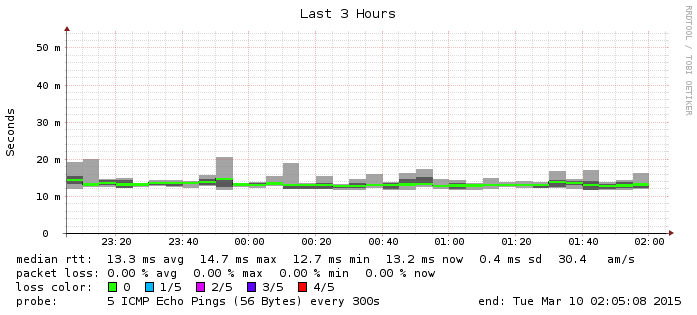 Last 3 Hours
RRDTOOL / TOBI OETIKER
Seconds
50 m
40 m
30 m
20 m
10 m
0
23:20 23:40 00:00 00:20 00:40 01:00 01:20 01:40 02:00
median rtt: 13.3 ms avg 14.7 ms max 12.7 ms min 13.2 ms now 0.4 ms sd 30.4 am/s
packet loss: 0.00 % avg 0.00 % max 0.00 % min 0.00 % now
loss color: 0 1/5 2/5 3/5 4/5
probe: 5 ICMP Echo Pings (56 Bytes) every 300s end: Tue Mar 10 02:05:08 2015